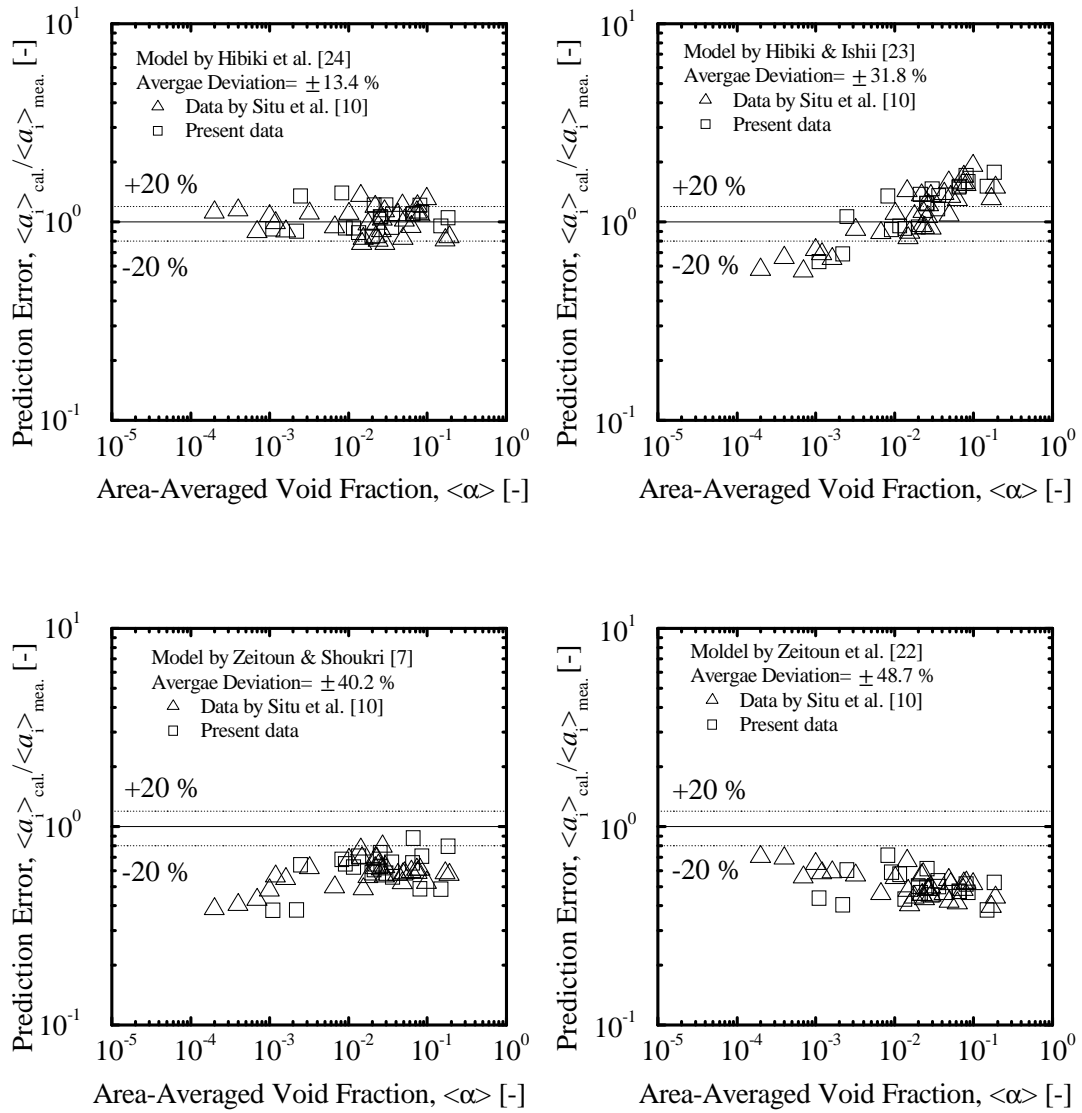 10^1
Model by Hibiki et al. [24]
Avergae Deviation= ±13.4 %
△ Data by Situ et al. [10]
□ Present data
+20 %
10^0
-20 %
10^-1
10^-5 10^-4 10^-3 10^-2 10^-1 10^0
Prediction Error, <a_i>_cal./<a_i>_mea. [-]
Area-Averaged Void Fraction, <α> [-]
10^1
Model by Hibiki & Ishii [23]
Avergae Deviation= ±31.8 %
△ Data by Situ et al. [10]
□ Present data
+20 %
10^0
-20 %
10^-1
10^-5 10^-4 10^-3 10^-2 10^-1 10^0
Prediction Error, <a_i>_cal./<a_i>_mea. [-]
Area-Averaged Void Fraction, <α> [-]
10^1
Model by Zeitoun & Shoukri [7]
Avergae Deviation= ±40.2 %
△ Data by Situ et al. [10]
□ Present data
+20 %
10^0
-20 %
10^-1
10^-5 10^-4 10^-3 10^-2 10^-1 10^0
Prediction Error, <a_i>_cal./<a_i>_mea. [-]
Area-Averaged Void Fraction, <α> [-]
10^1
Moldel by Zeitoun et al. [22]
Avergae Deviation= ±48.7 %
△ Data by Situ et al. [10]
□ Present data
+20 %
10^0
-20 %
10^-1
10^-5 10^-4 10^-3 10^-2 10^-1 10^0
Prediction Error, <a_i>_cal./<a_i>_mea. [-]
Area-Averaged Void Fraction, <α> [-]